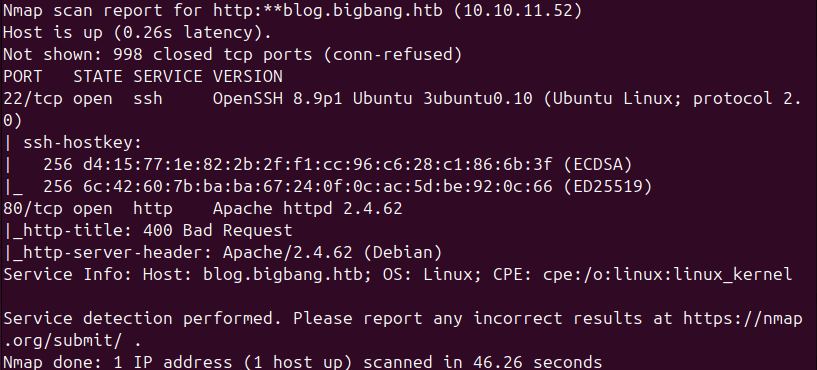 Nmap scan report for http:**blog.bigbang.htb (10.10.11.52)
Host is up (0.26s latency).
Not shown: 998 closed tcp ports (conn-refused)
PORT   STATE SERVICE VERSION
22/tcp open  ssh     OpenSSH 8.9p1 Ubuntu 3ubuntu0.10 (Ubuntu Linux; protocol 2.
0)
| ssh-hostkey:
|   256 d4:15:77:1e:82:2b:2f:f1:cc:96:c6:28:c1:86:6b:3f (ECDSA)
|_  256 6c:42:60:7b:ba:ba:67:24:0f:0c:ac:5d:be:92:0c:66 (ED25519)
80/tcp open  http    Apache httpd 2.4.62
|_http-title: 400 Bad Request
|_http-server-header: Apache/2.4.62 (Debian)
Service Info: Host: blog.bigbang.htb; OS: Linux; CPE: cpe:/o:linux:linux_kernel

Service detection performed. Please report any incorrect results at https://nmap
.org/submit/ .
Nmap done: 1 IP address (1 host up) scanned in 46.26 seconds